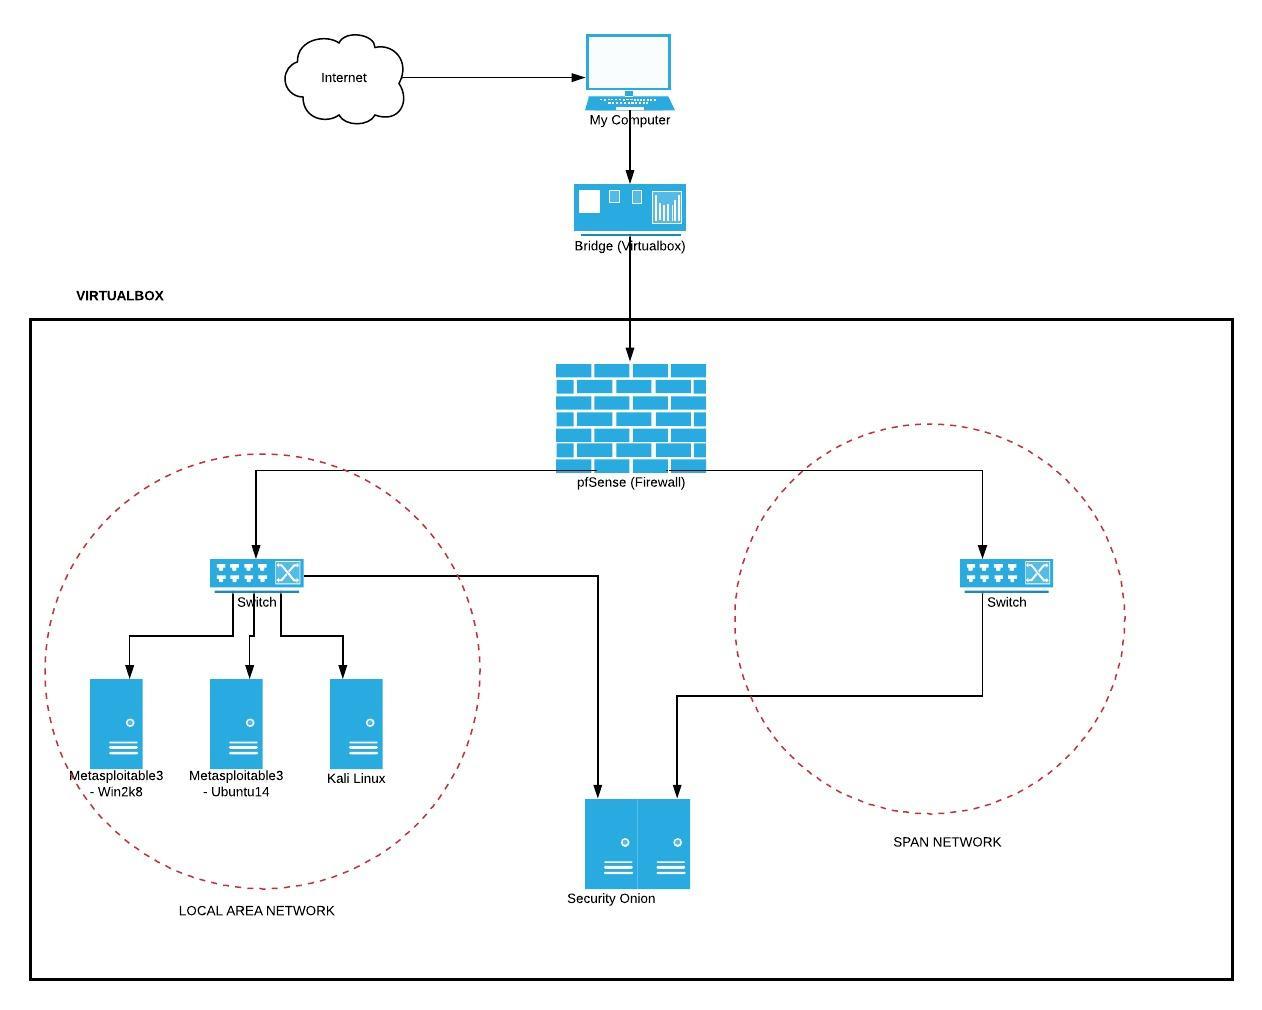 Internet
My Computer
Bridge (Virtualbox)
VIRTUALBOX
pfSense (Firewall)
Switch
Switch
Metasploitable3
- Win2k8
Metasploitable3
- Ubuntu14
Kali Linux
SPAN NETWORK
Security Onion
LOCAL AREA NETWORK